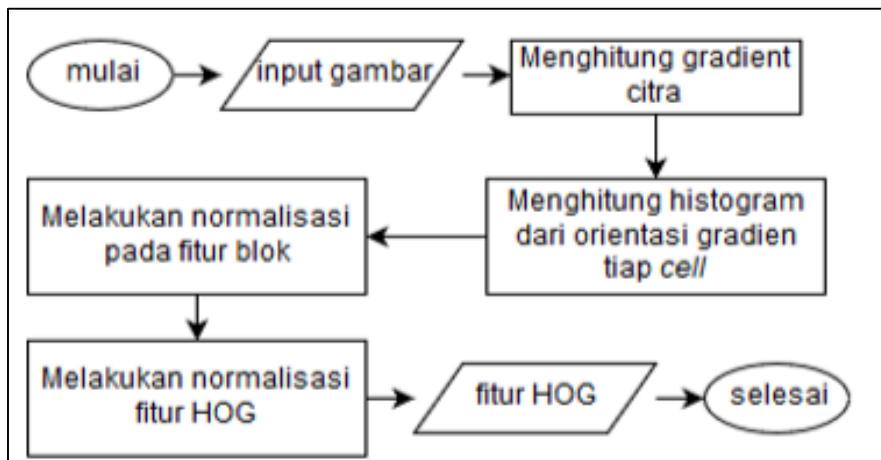 mulai
input gambar
Menghitung gradient
citra
Menghitung histogram
dari orientasi gradien
tiap cell
Melakukan normalisasi
pada fitur blok
Melakukan normalisasi
fitur HOG
fitur HOG
selesai